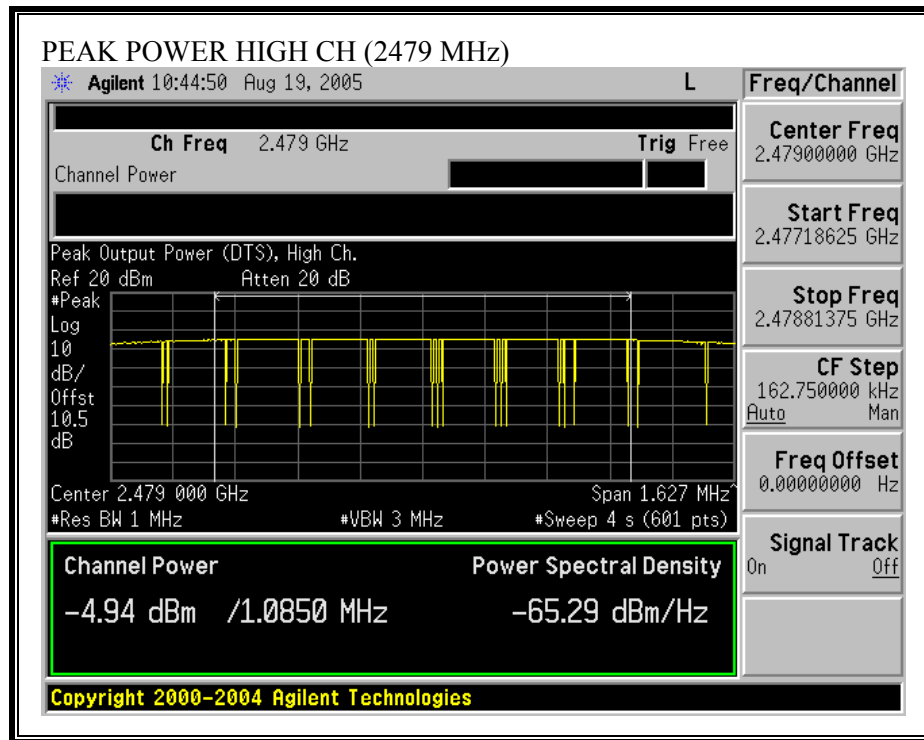 PEAK POWER HIGH CH (2479 MHz)
Agilent 10:44:50 Aug 19, 2005 L
Freq/Channel
Ch Freq 2.479 GHz Trig Free
Channel Power
Center Freq
2.47900000 GHz
Start Freq
2.47718625 GHz
Stop Freq
2.47881375 GHz
CF Step
162.750000 kHz
Auto Man
Freq Offset
0.00000000 Hz
Signal Track
On Off
Peak Output Power (DTS), High Ch.
Ref 20 dBm Atten 20 dB
#Peak
Log
10
dB/
Offst
10.5
dB
Center 2.479 000 GHz Span 1.627 MHz^
#Res BW 1 MHz #VBW 3 MHz #Sweep 4 s (601 pts)
Channel Power Power Spectral Density
-4.94 dBm /1.0850 MHz -65.29 dBm/Hz
Copyright 2000-2004 Agilent Technologies